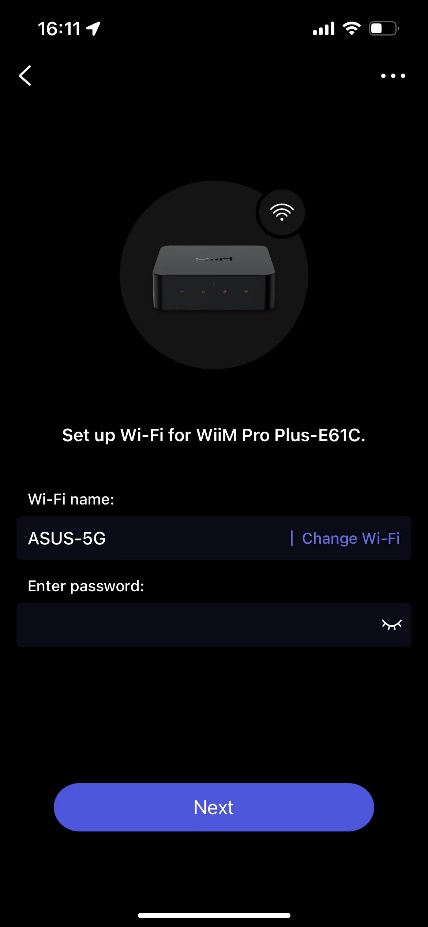 16:11
Set up Wi-Fi for WiiM Pro Plus-E61C.
Wi-Fi name:
ASUS-5G | Change Wi-Fi
Enter password:
Next